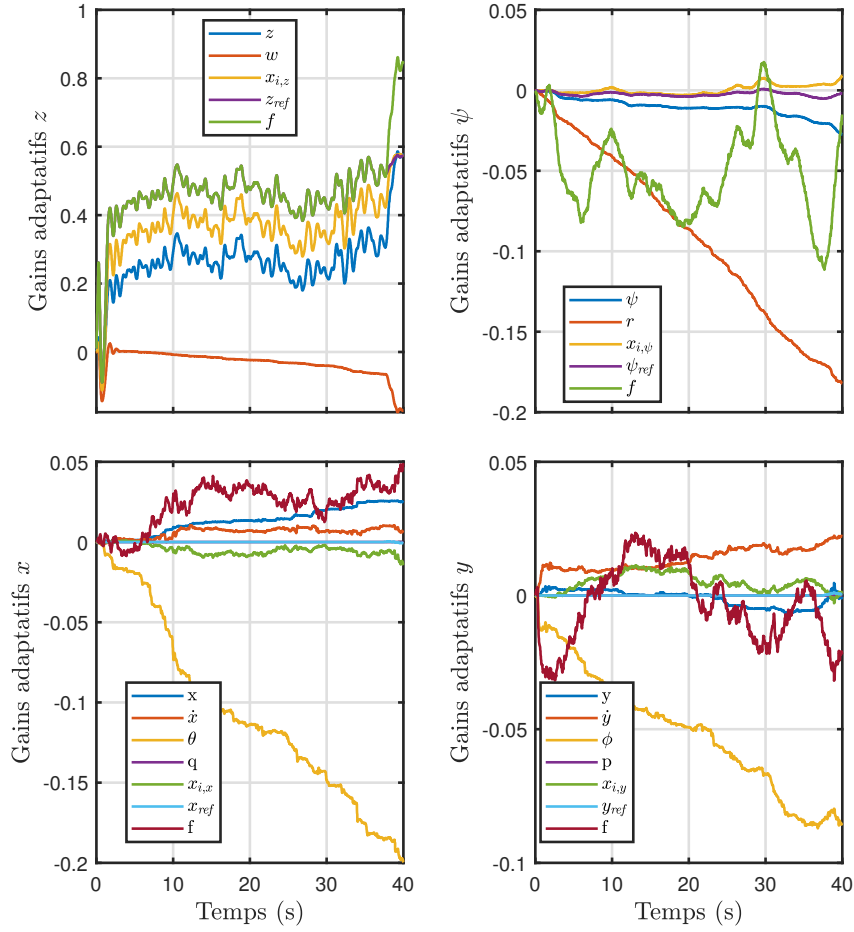 1
0.8
0.6
0.4
0.2
0
Gains adaptatifs z
z
w
x_{i,z}
z_{ref}
f
0.05
0
-0.05
-0.1
-0.15
-0.2
Gains adaptatifs ψ
ψ
r
x_{i,ψ}
ψ_{ref}
f
0.05
0
-0.05
-0.1
-0.15
-0.2
Gains adaptatifs x
x
ẋ
θ
q
x_{i,x}
x_{ref}
f
0 10 20 30 40
Temps (s)
0.05
0
-0.05
-0.1
Gains adaptatifs y
y
ẏ
ϕ
p
x_{i,y}
y_{ref}
f
0 10 20 30 40
Temps (s)